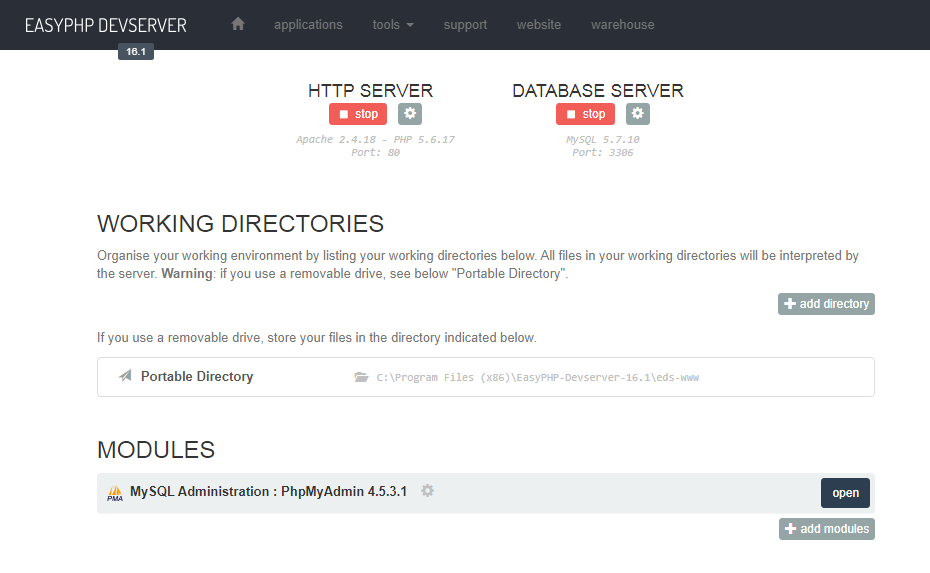 EASYPHP DEVSERVER
16.1
applications
tools
support
website
warehouse
HTTP SERVER
stop
Apache 2.4.18 - PHP 5.6.17
Port: 80
DATABASE SERVER
stop
MySQL 5.7.10
Port: 3306
WORKING DIRECTORIES
Organise your working environment by listing your working directories below. All files in your working directories will be interpreted by
the server. Warning: if you use a removable drive, see below "Portable Directory".
add directory
If you use a removable drive, store your files in the directory indicated below.
Portable Directory
C:\Program Files (x86)\EasyPHP-Devserver-16.1\eds-www
MODULES
PMA
MySQL Administration : PhpMyAdmin 4.5.3.1
open
add modules